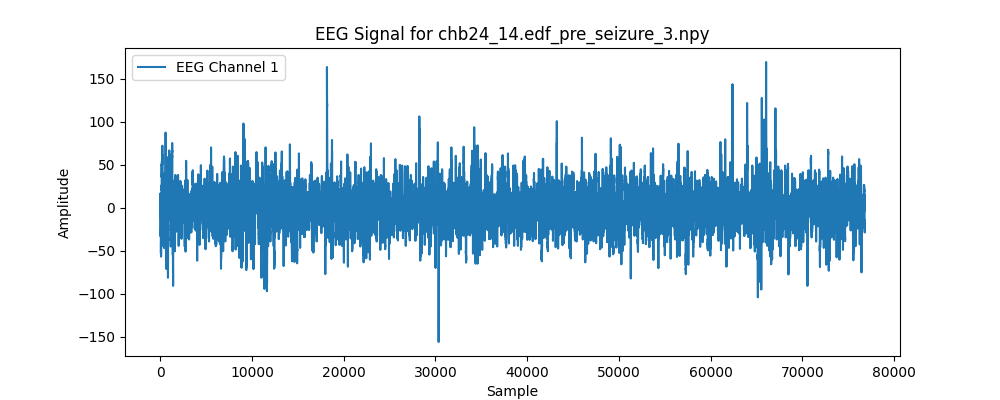 EEG Signal for chb24_14.edf_pre_seizure_3.npy
EEG Channel 1
150
100
50
0
−50
−100
−150
Amplitude
0 10000 20000 30000 40000 50000 60000 70000 80000
Sample